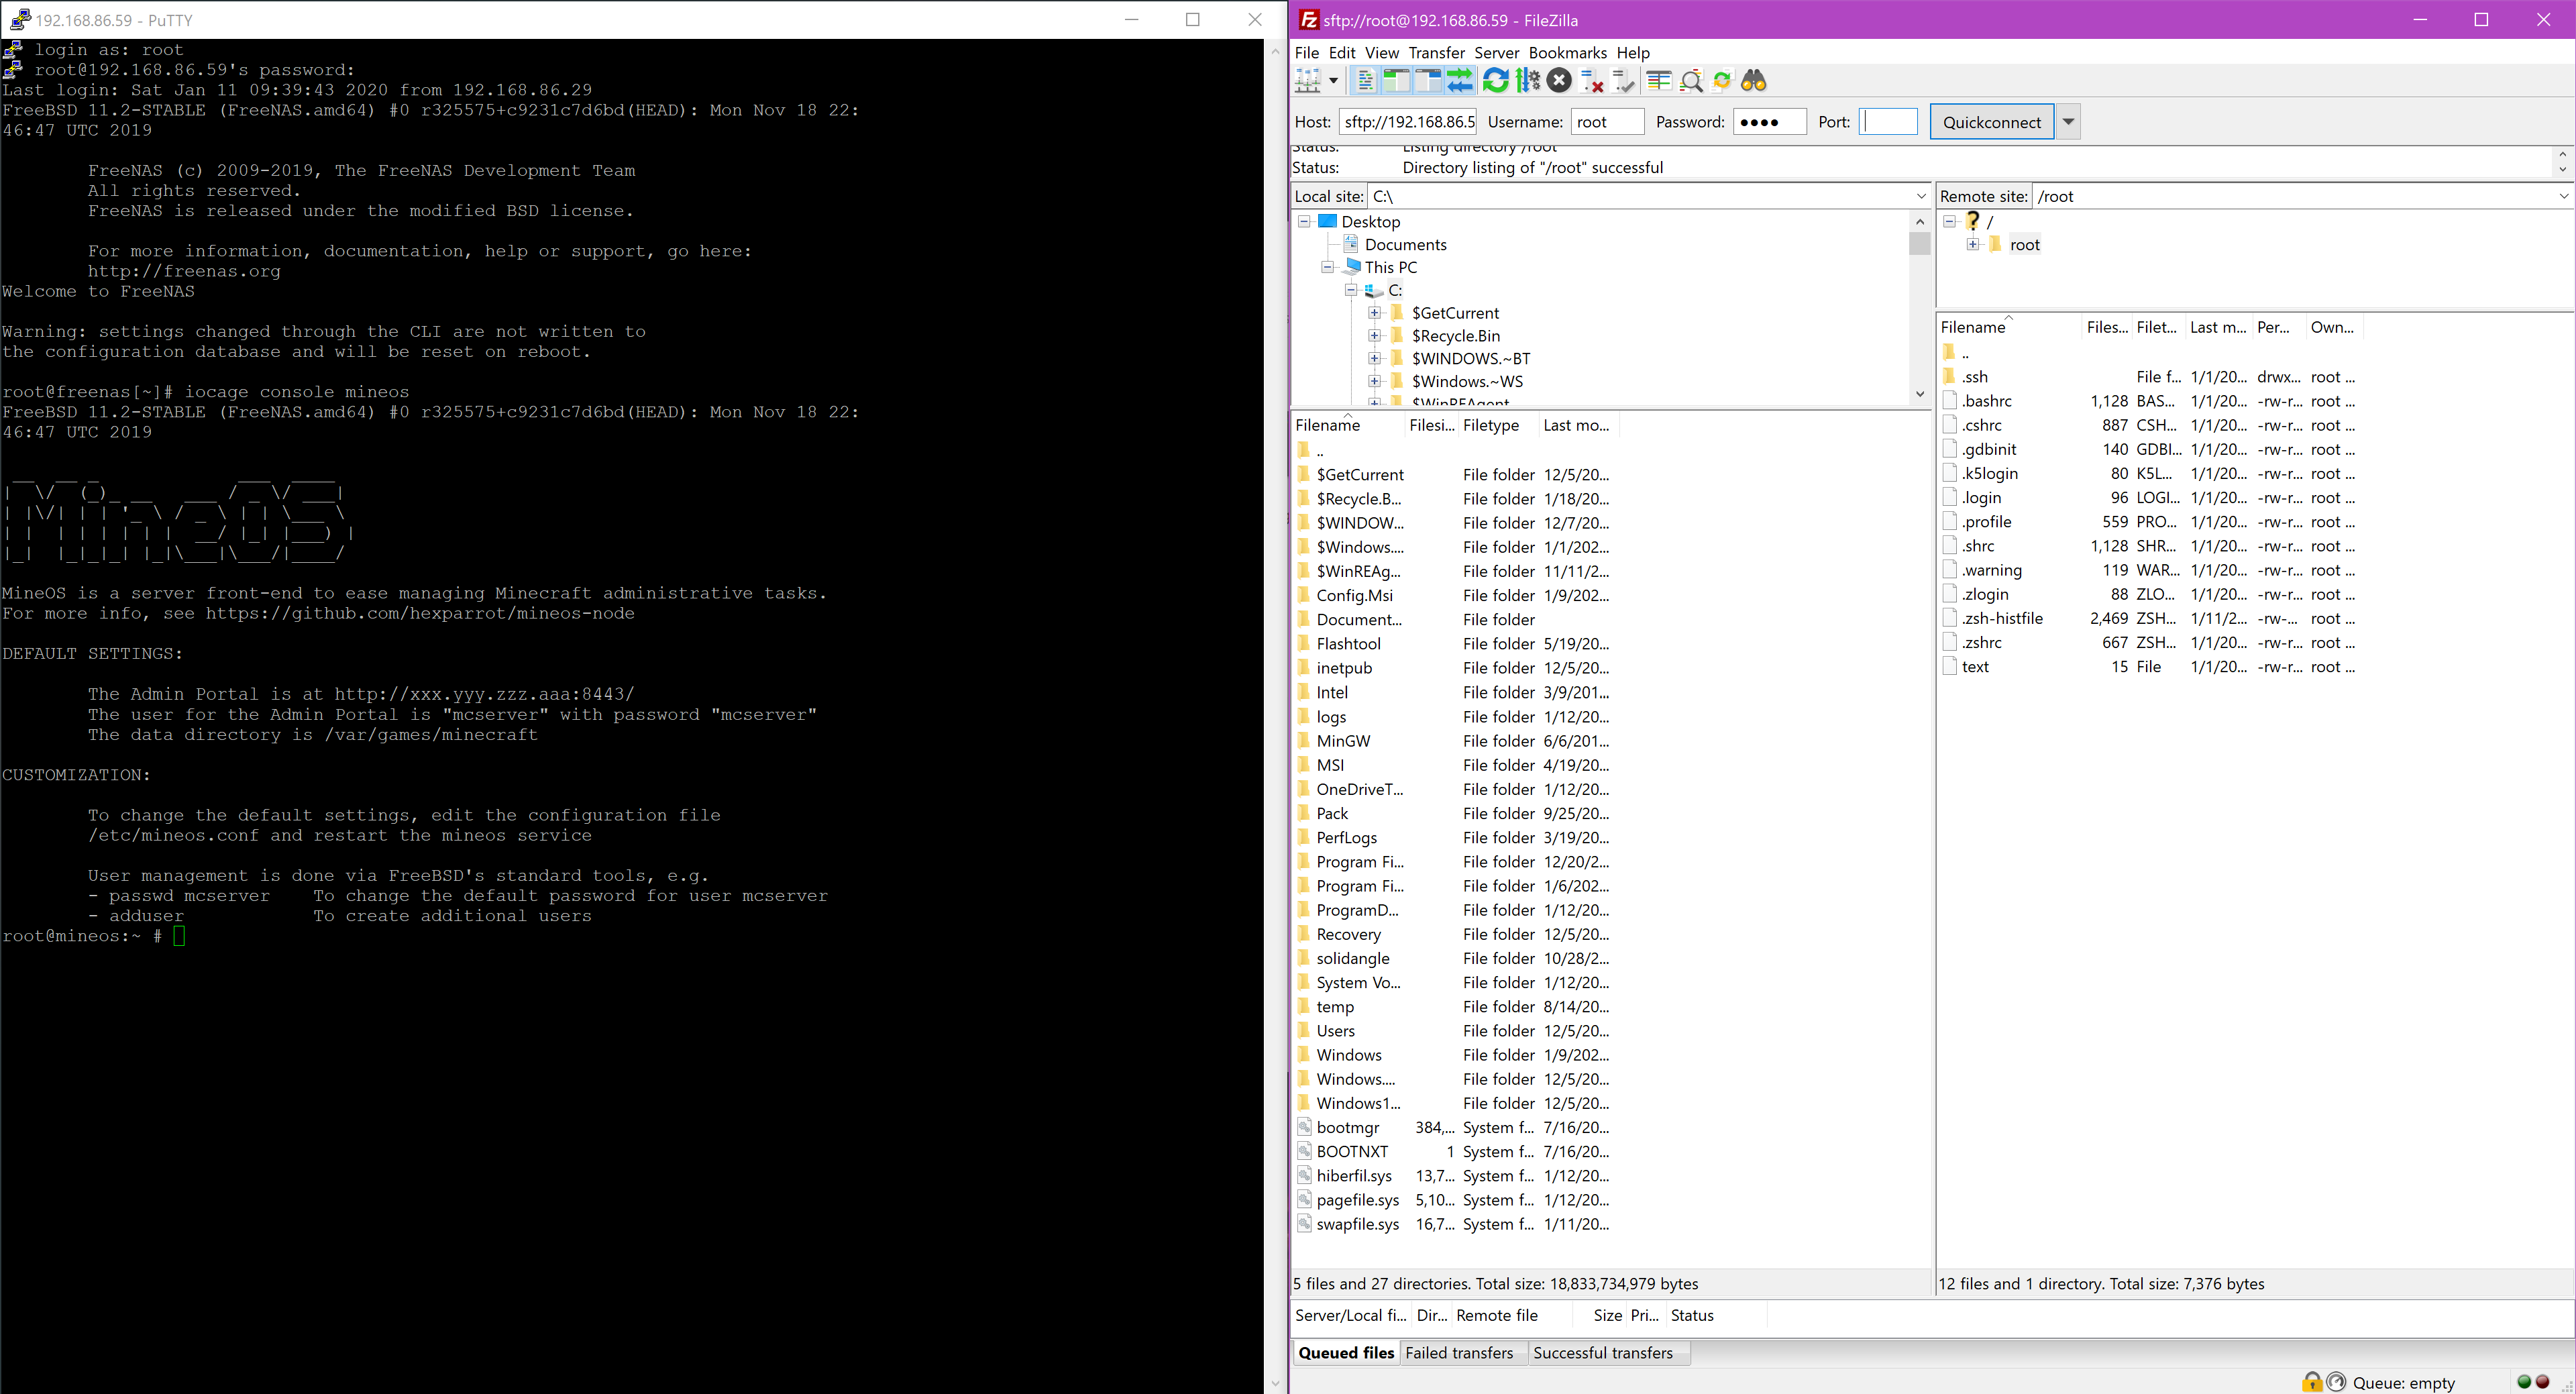 192.168.86.59 - PuTTY
login as: root
root@192.168.86.59's password:
Last login: Sat Jan 11 09:39:43 2020 from 192.168.86.29
FreeBSD 11.2-STABLE (FreeNAS.amd64) #0 r325575+c9231c7d6bd(HEAD): Mon Nov 18 22:
46:47 UTC 2019
FreeNAS (c) 2009-2019, The FreeNAS Development Team
All rights reserved.
FreeNAS is released under the modified BSD license.
For more information, documentation, help or support, go here:
http://freenas.org
Welcome to FreeNAS
Warning: settings changed through the CLI are not written to
the configuration database and will be reset on reboot.
root@freenas[~]# iocage console mineos
FreeBSD 11.2-STABLE (FreeNAS.amd64) #0 r325575+c9231c7d6bd(HEAD): Mon Nov 18 22:
46:47 UTC 2019
MineOS
MineOS is a server front-end to ease managing Minecraft administrative tasks.
For more info, see https://github.com/hexparrot/mineos-node
DEFAULT SETTINGS:
The Admin Portal is at http://xxx.yyy.zzz.aaa:8443/
The user for the Admin Portal is "mcserver" with password "mcserver"
The data directory is /var/games/minecraft
CUSTOMIZATION:
To change the default settings, edit the configuration file
/etc/mineos.conf and restart the mineos service
User management is done via FreeBSD's standard tools, e.g.
- passwd mcserver To change the default password for user mcserver
- adduser To create additional users
root@mineos:~ #
sftp://root@192.168.86.59 - FileZilla
File Edit View Transfer Server Bookmarks Help
Host: sftp://192.168.86.5 Username: root Password: ●●●● Port: Quickconnect
Status: Listing directory /root
Status: Directory listing of "/root" successful
Local site: C:\
Desktop
Documents
This PC
C:
$GetCurrent
$Recycle.Bin
$WINDOWS.~BT
$Windows.~WS
$WinREAgent
Filename Filesi... Filetype Last mo...
..
$GetCurrent File folder 12/5/20...
$Recycle.B... File folder 1/18/20...
$WINDOW... File folder 12/7/20...
$Windows.... File folder 1/1/202...
$WinREAg... File folder 11/11/2...
Config.Msi File folder 1/9/202...
Document... File folder
Flashtool File folder 5/19/20...
inetpub File folder 12/5/20...
Intel File folder 3/9/201...
logs File folder 1/12/20...
MinGW File folder 6/6/201...
MSI File folder 4/19/20...
OneDriveT... File folder 1/12/20...
Pack File folder 9/25/20...
PerfLogs File folder 3/19/20...
Program Fi... File folder 12/20/2...
Program Fi... File folder 1/6/202...
ProgramD... File folder 1/12/20...
Recovery File folder 12/5/20...
solidangle File folder 10/28/2...
System Vo... File folder 1/12/20...
temp File folder 8/14/20...
Users File folder 12/5/20...
Windows File folder 1/9/202...
Windows.... File folder 12/5/20...
Windows1... File folder 12/5/20...
bootmgr 384,... System f... 7/16/20...
BOOTNXT 1 System f... 7/16/20...
hiberfil.sys 13,7... System f... 1/12/20...
pagefile.sys 5,10... System f... 1/12/20...
swapfile.sys 16,7... System f... 1/11/20...
5 files and 27 directories. Total size: 18,833,734,979 bytes
Remote site: /root
/
root
Filename Files... Filet... Last m... Per... Own...
..
.ssh File f... 1/1/20... drwx... root ...
.bashrc 1,128 BAS... 1/1/20... -rw-r... root ...
.cshrc 887 CSH... 1/1/20... -rw-r... root ...
.gdbinit 140 GDBI... 1/1/20... -rw-r... root ...
.k5login 80 K5L... 1/1/20... -rw-r... root ...
.login 96 LOGI... 1/1/20... -rw-r... root ...
.profile 559 PRO... 1/1/20... -rw-r... root ...
.shrc 1,128 SHR... 1/1/20... -rw-r... root ...
.warning 119 WAR... 1/1/20... -rw-r... root ...
.zlogin 88 ZLO... 1/1/20... -rw-r... root ...
.zsh-histfile 2,469 ZSH... 1/11/2... -rw-... root ...
.zshrc 667 ZSH... 1/1/20... -rw-r... root ...
text 15 File 1/1/20... -rw-r... root ...
12 files and 1 directory. Total size: 7,376 bytes
Server/Local fi... Dir... Remote file Size Pri... Status
Queued files Failed transfers Successful transfers
Queue: empty